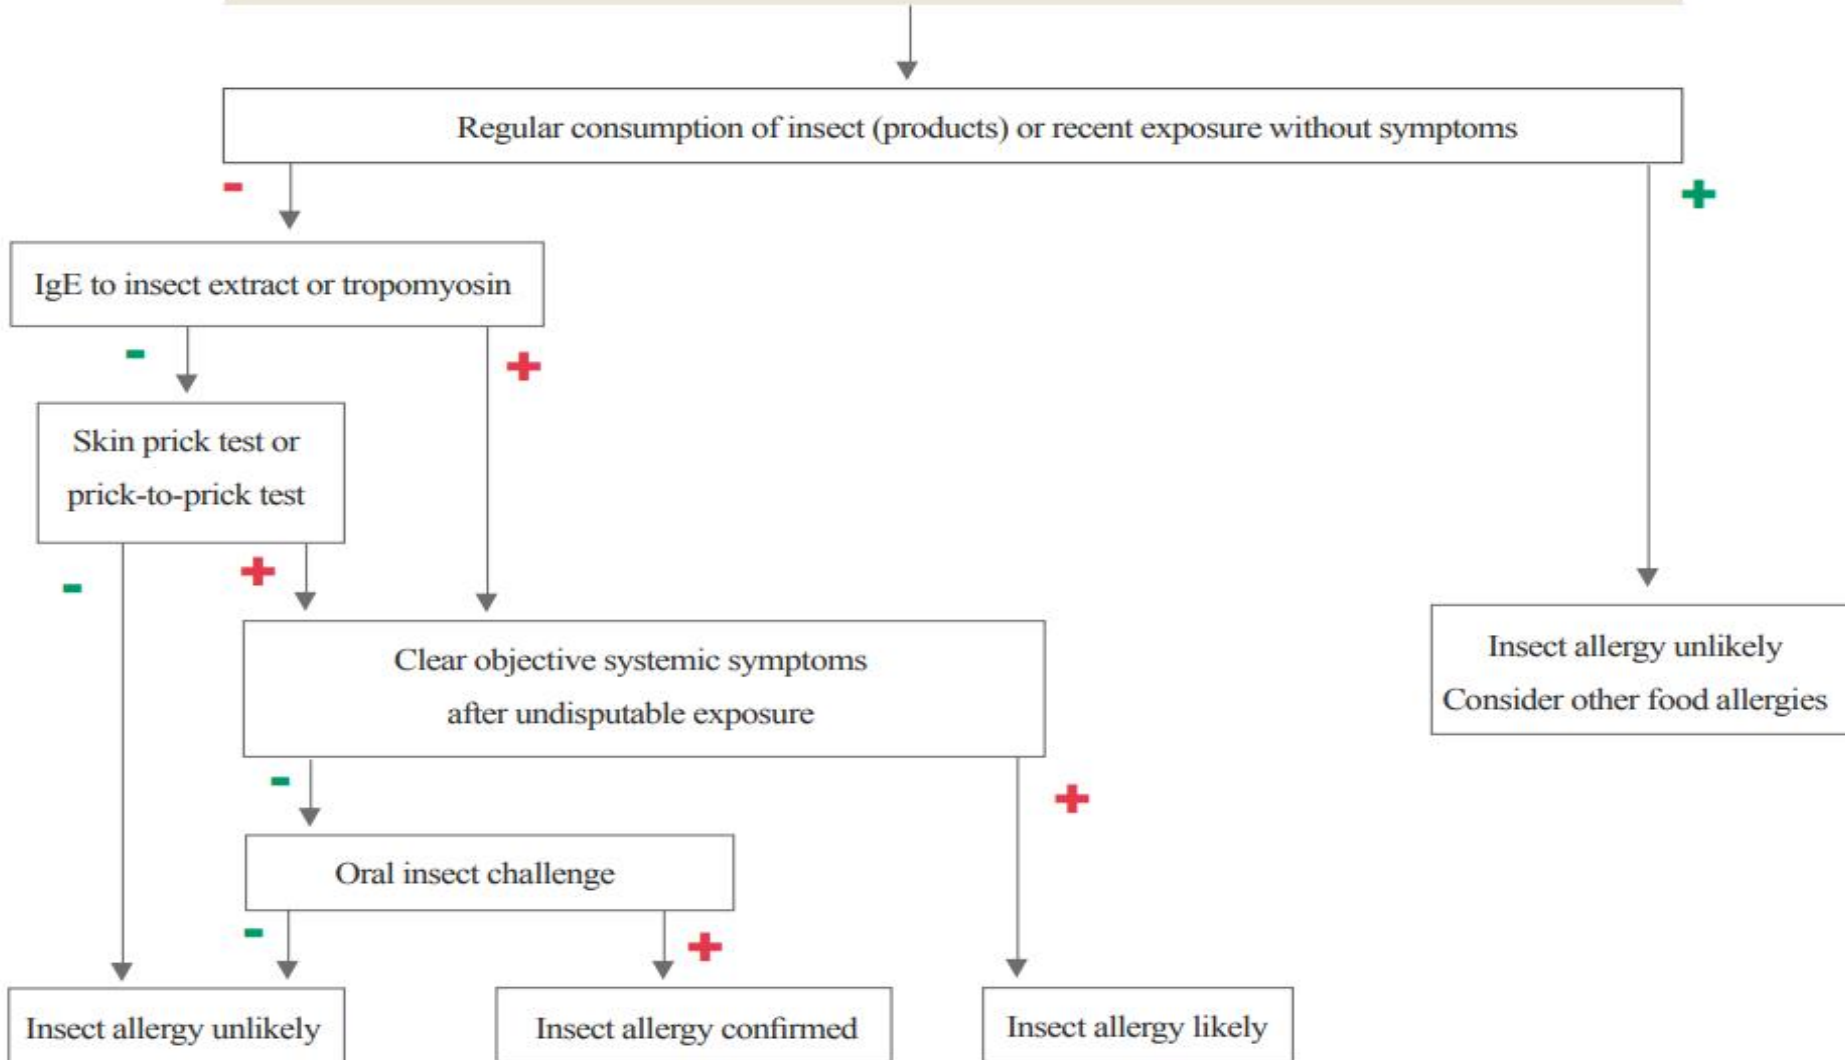 Regular consumption of insect (products) or recent exposure without symptoms
-
+
IgE to insect extract or tropomyosin
-
+
Skin prick test or
prick-to-prick test
-
+
Clear objective systemic symptoms
after undisputable exposure
Insect allergy unlikely
Consider other food allergies
-
+
Oral insect challenge
-
+
Insect allergy unlikely
Insect allergy confirmed
Insect allergy likely